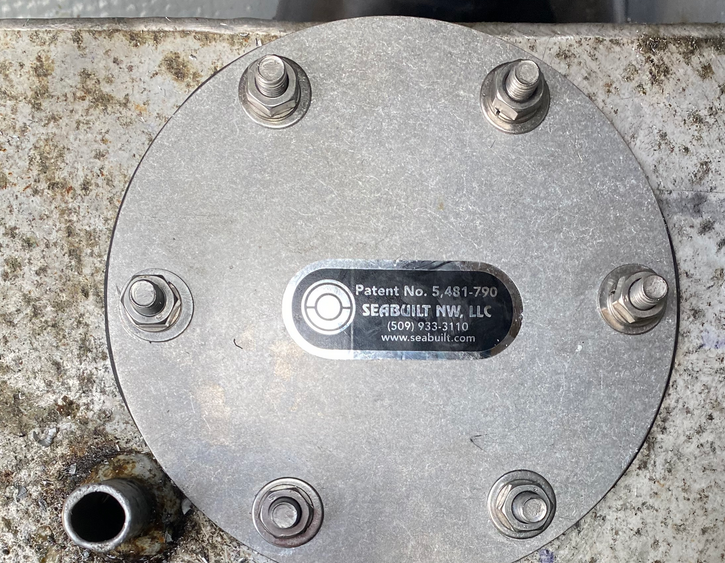 Patent No. 5,481-790
SEABUILT NW, LLC
(509) 933-3110
www.seabuilt.com